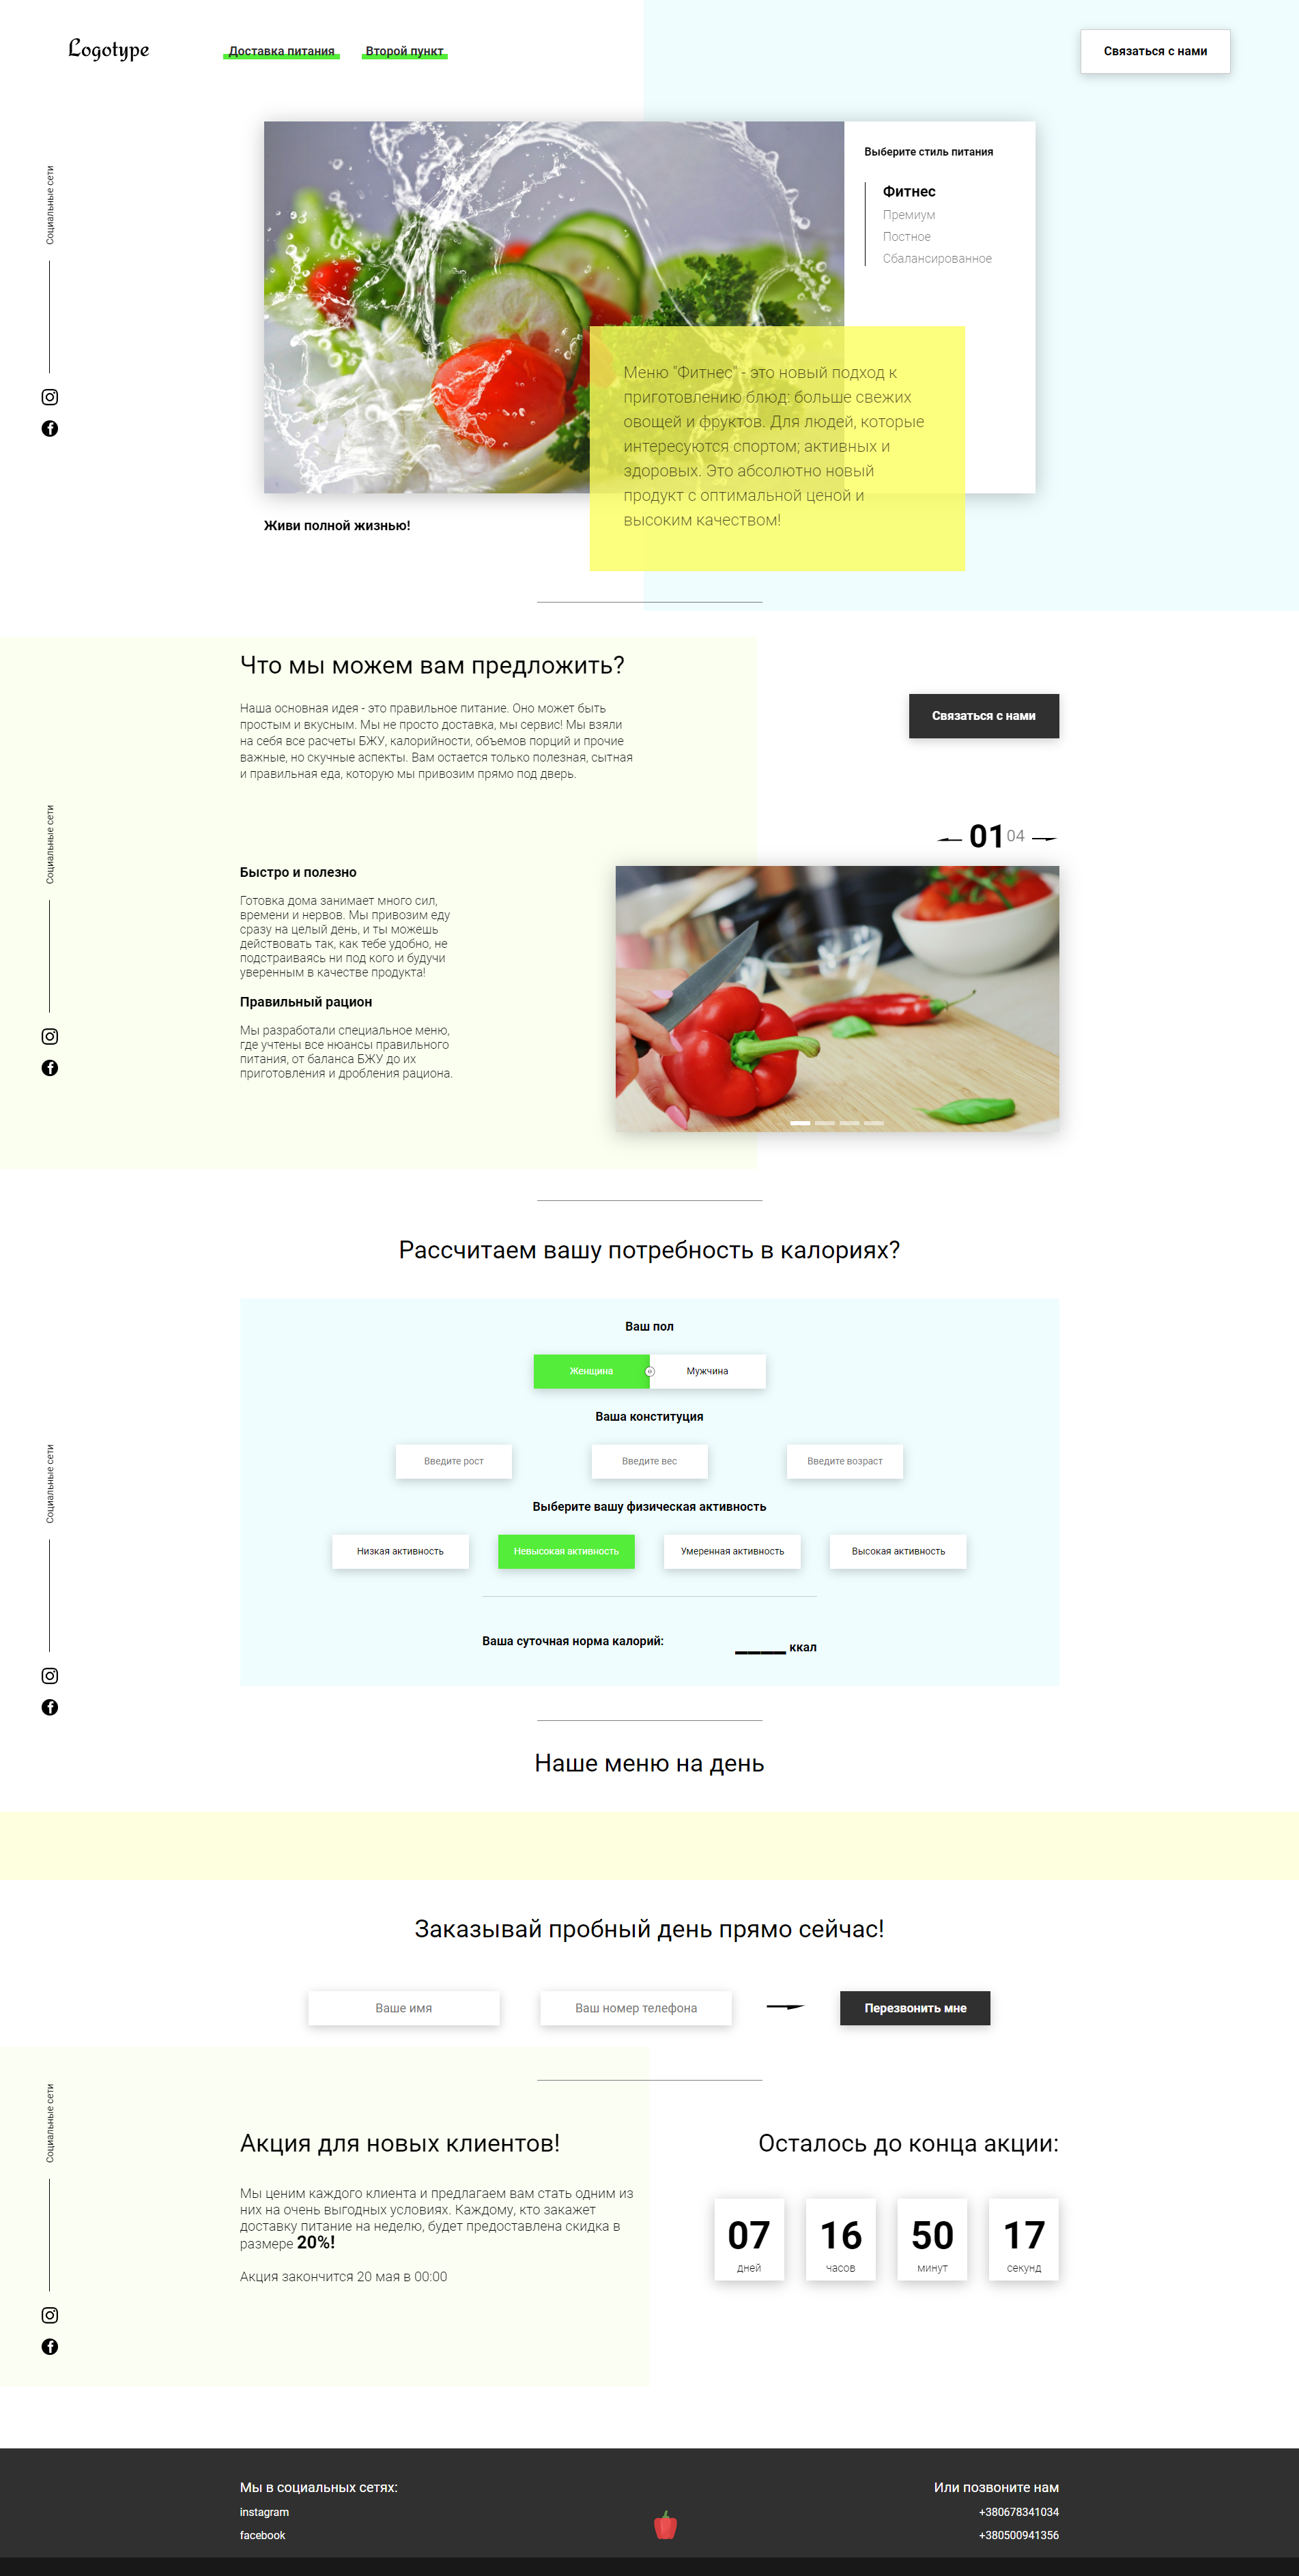 Logotype
Доставка питания
Второй пункт
Связаться с нами
Социальные сети
Выберите стиль питания
Фитнес
Премиум
Постное
Сбалансированное
Меню "Фитнес" - это новый подход к
приготовлению блюд: больше свежих
овощей и фруктов. Для людей, которые
интересуются спортом; активных и
здоровых. Это абсолютно новый
продукт с оптимальной ценой и
высоким качеством!
Живи полной жизнью!
Что мы можем вам предложить?
Наша основная идея - это правильное питание. Оно может быть
простым и вкусным. Мы не просто доставка, мы сервис! Мы взяли
на себя все расчеты БЖУ, калорийности, объемов порций и прочие
важные, но скучные аспекты. Вам остается только полезная, сытная
и правильная еда, которую мы привозим прямо под дверь.
Связаться с нами
Социальные сети
01 04
Быстро и полезно
Готовка дома занимает много сил,
времени и нервов. Мы привозим еду
сразу на целый день, и ты можешь
действовать так, как тебе удобно, не
подстраиваясь ни под кого и будучи
уверенным в качестве продукта!
Правильный рацион
Мы разработали специальное меню,
где учтены все нюансы правильного
питания, от баланса БЖУ до их
приготовления и дробления рациона.
Рассчитаем вашу потребность в калориях?
Ваш пол
Женщина
Мужчина
Ваша конституция
Введите рост
Введите вес
Введите возраст
Социальные сети
Выберите вашу физическая активность
Низкая активность
Невысокая активность
Умеренная активность
Высокая активность
Ваша суточная норма калорий:
____ ккал
Наше меню на день
Заказывай пробный день прямо сейчас!
Ваше имя
Ваш номер телефона
Перезвонить мне
Социальные сети
Акция для новых клиентов!
Мы ценим каждого клиента и предлагаем вам стать одним из
них на очень выгодных условиях. Каждому, кто закажет
доставку питание на неделю, будет предоставлена скидка в
размере 20%!
Акция закончится 20 мая в 00:00
Осталось до конца акции:
07 16 50 17
дней часов минут секунд
Мы в социальных сетях:
instagram
facebook
Или позвоните нам
+380678341034
+380500941356